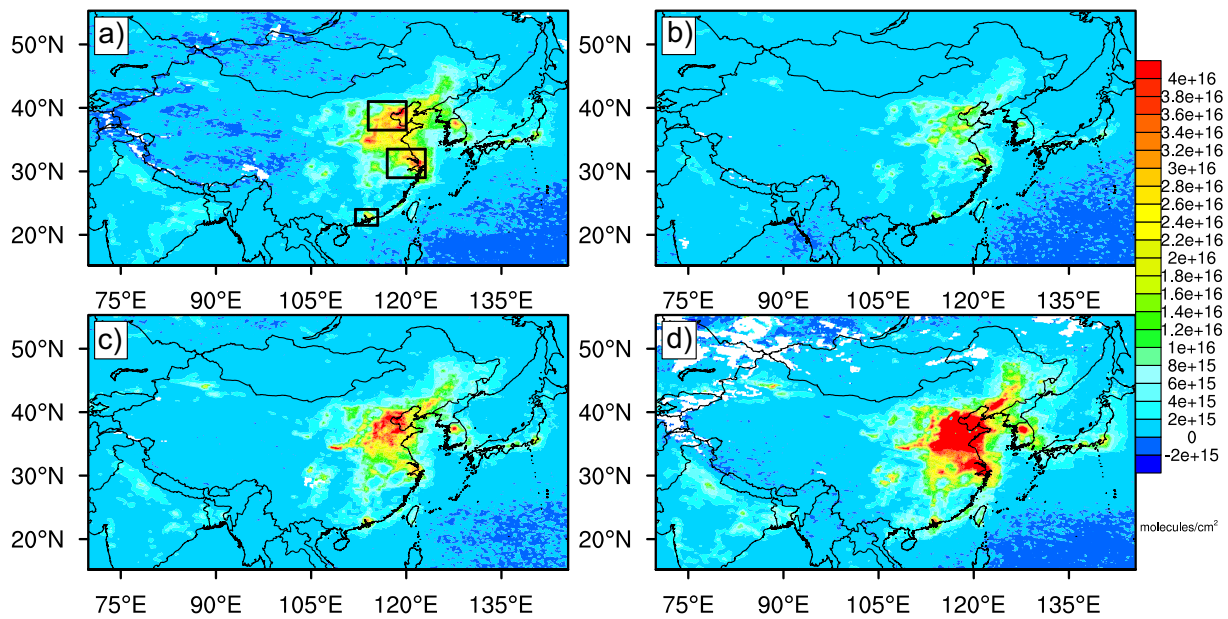 a)
b)
50°N
40°N
30°N
20°N
50°N
40°N
30°N
20°N
75°E 90°E 105°E 120°E 135°E
75°E 90°E 105°E 120°E 135°E
c)
d)
50°N
40°N
30°N
20°N
50°N
40°N
30°N
20°N
75°E 90°E 105°E 120°E 135°E
75°E 90°E 105°E 120°E 135°E
4e+16
3.8e+16
3.6e+16
3.4e+16
3.2e+16
3e+16
2.8e+16
2.6e+16
2.4e+16
2.2e+16
2e+16
1.8e+16
1.6e+16
1.4e+16
1.2e+16
1e+16
8e+15
6e+15
4e+15
2e+15
0
-2e+15
molecules/cm²